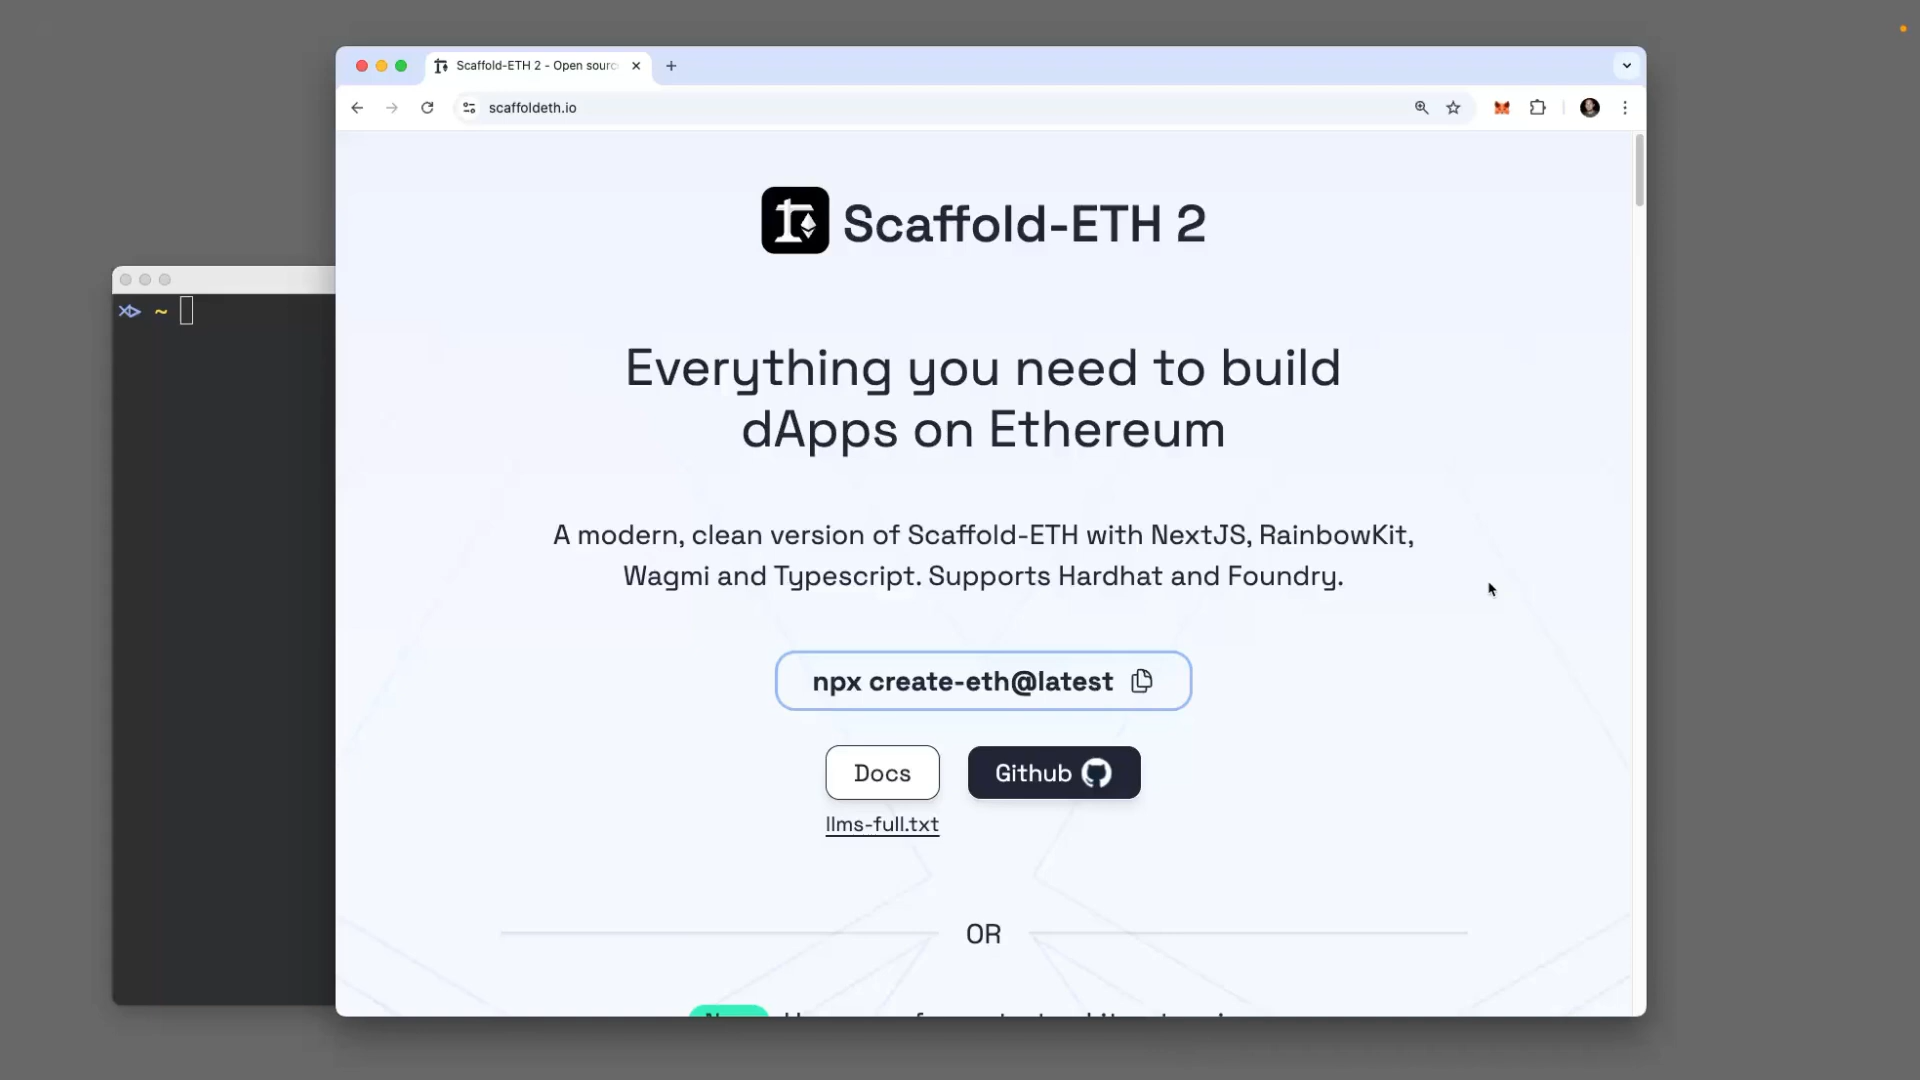 Scaffold-ETH 2 - Open sourc
scaffoldeth.io
~
Scaffold-ETH 2
Everything you need to build
dApps on Ethereum
A modern, clean version of Scaffold-ETH with NextJS, RainbowKit,
Wagmi and Typescript. Supports Hardhat and Foundry.
npx create-eth@latest
Docs
Github
llms-full.txt
OR